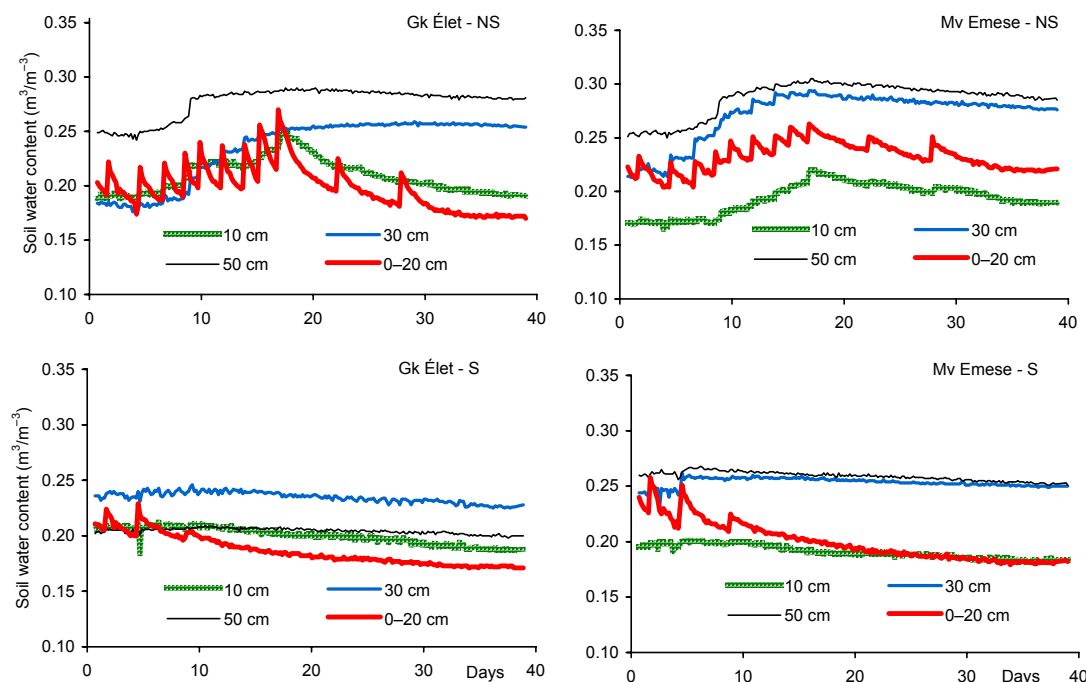 Gk Élet - NS
Soil water content (m³/m⁻³)
0.35
0.30
0.25
0.20
0.15
0.10
10 cm
30 cm
50 cm
0–20 cm
0 10 20 30 40
Mv Emese - NS
0.35
0.30
0.25
0.20
0.15
0.10
10 cm
30 cm
50 cm
0–20 cm
0 10 20 30 Days 40
Gk Élet - S
Soil water content (m³/m⁻³)
0.35
0.30
0.25
0.20
0.15
0.10
10 cm
30 cm
50 cm
0–20 cm
0 10 20 30 Days 40
Mv Emese - S
0.35
0.30
0.25
0.20
0.15
0.10
10 cm
30 cm
50 cm
0–20 cm
0 10 20 30 Days 40